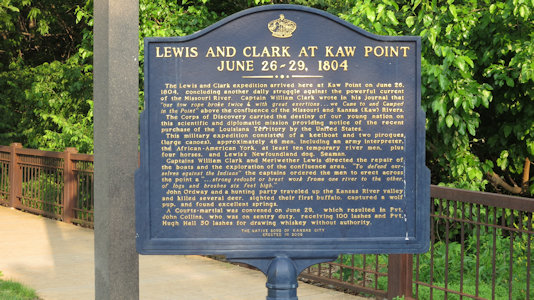 LEWIS AND CLARK AT KAW POINT
JUNE 26-29, 1804
The Lewis and Clark expedition arrived here at Kaw Point on June 26,
1804, concluding another daily struggle against the powerful current
of the Missouri River. Captain William Clark wrote in his journal that
"our tow rope broke twice & with great exertions... we Came to and Camped
in the Point" above the confluence of the Missouri and Kansas (Kaw) Rivers.
The Corps of Discovery carried the destiny of our young nation on
this scientific and diplomatic mission providing notice of the recent
purchase of the Louisiana Territory by the United States.
This military expedition consisted of a keelboat and two piroques,
(large canoes), approximately 48 men, including an army interpreter,
the African-American York, at least ten temporary river men, plus
four horses, and Lewis' Newfoundland dog, Seaman.
Captains William Clark and Meriwether Lewis directed the repair of
the boats and the exploration of the confluence area. "To defend our-
selves against the Indians" the captains ordered the men to erect across
the point a "...strong redoubt or brest work frome one river to the other,
of logs and brushes six feet high."
John Ordway and a hunting party traveled up the Kansas River valley
and killed several deer, sighted their first buffalo, captured a wolf
pup, and found excellent springs.
A Courts-martial was convened on June 29, which resulted in Pvt.
John Collins, who was on sentry duty, receiving 100 lashes and Pvt.
Hugh Hall 50 lashes for drawing whiskey without authority.
THE NATIVE SONS OF KANSAS CITY
ERECTED IN 2006